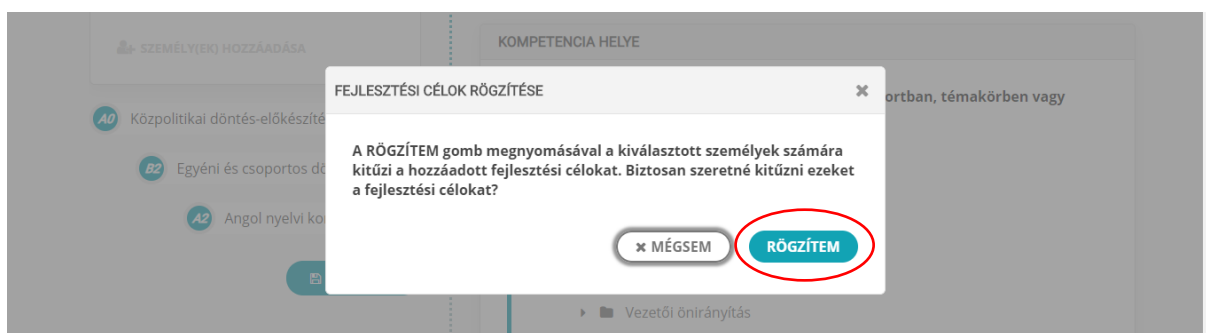 SZEMÉLY(EK) HOZZÁADÁSA
KOMPETENCIA HELYE
FEJLESZTÉSI CÉLOK RÖGZÍTÉSE
ortban, témakörben vagy
A0 Közpolitikai döntés-előkészíté
B2 Egyéni és csoportos dö
A2 Angol nyelvi ko
A RÖGZÍTEM gomb megnyomásával a kiválasztott személyek számára
kitűzi a hozzáadott fejlesztési célokat. Biztosan szeretné kitűzni ezeket
a fejlesztési célokat?
× MÉGSEM
RÖGZÍTEM
Vezetői önirányítás